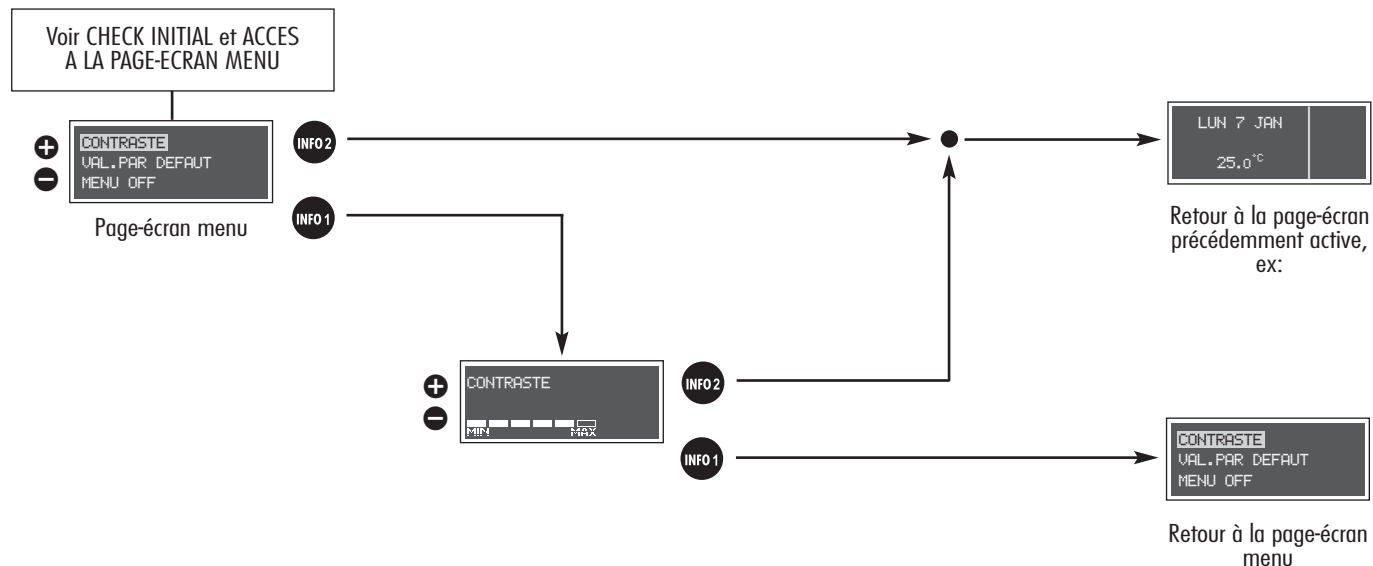 Voir CHECK INITIAL et ACCES
A LA PAGE-ECRAN MENU
CONTRASTE
VAL.PAR DEFAUT
MENU OFF
Page-écran menu
INFO 2
INFO 1
LUN 7 JAN
25.0°C
Retour à la page-écran
précédemment active,
ex:
CONTRASTE
MIN MAX
INFO 2
INFO 1
CONTRASTE
VAL.PAR DEFAUT
MENU OFF
Retour à la page-écran
menu